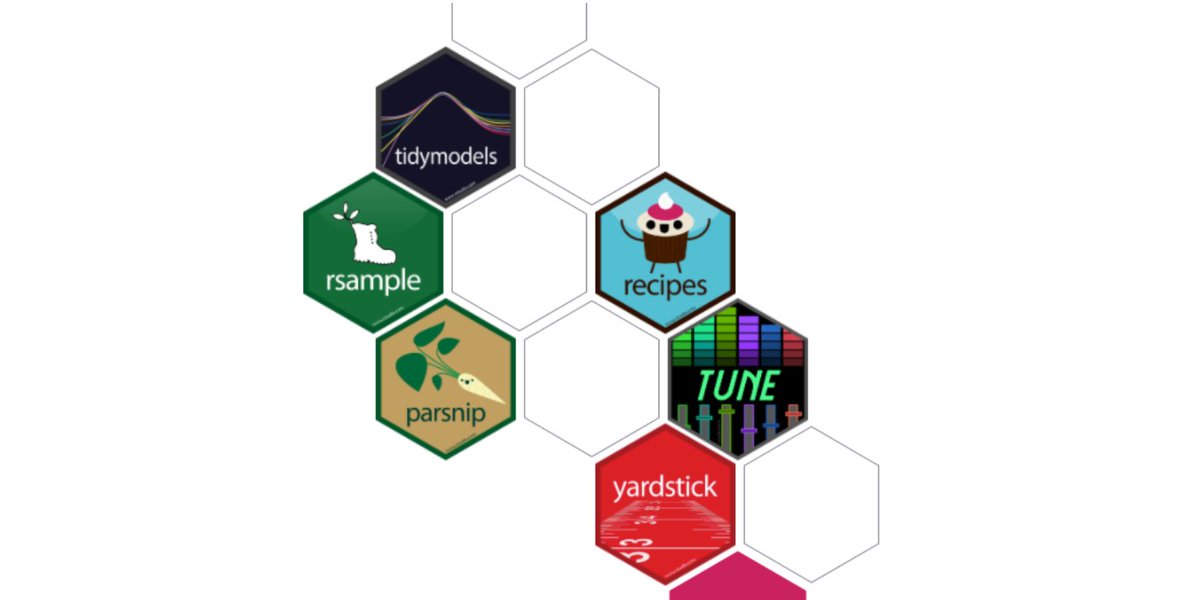 tidymodels
rsample
recipes
parsnip
TUNE
yardstick